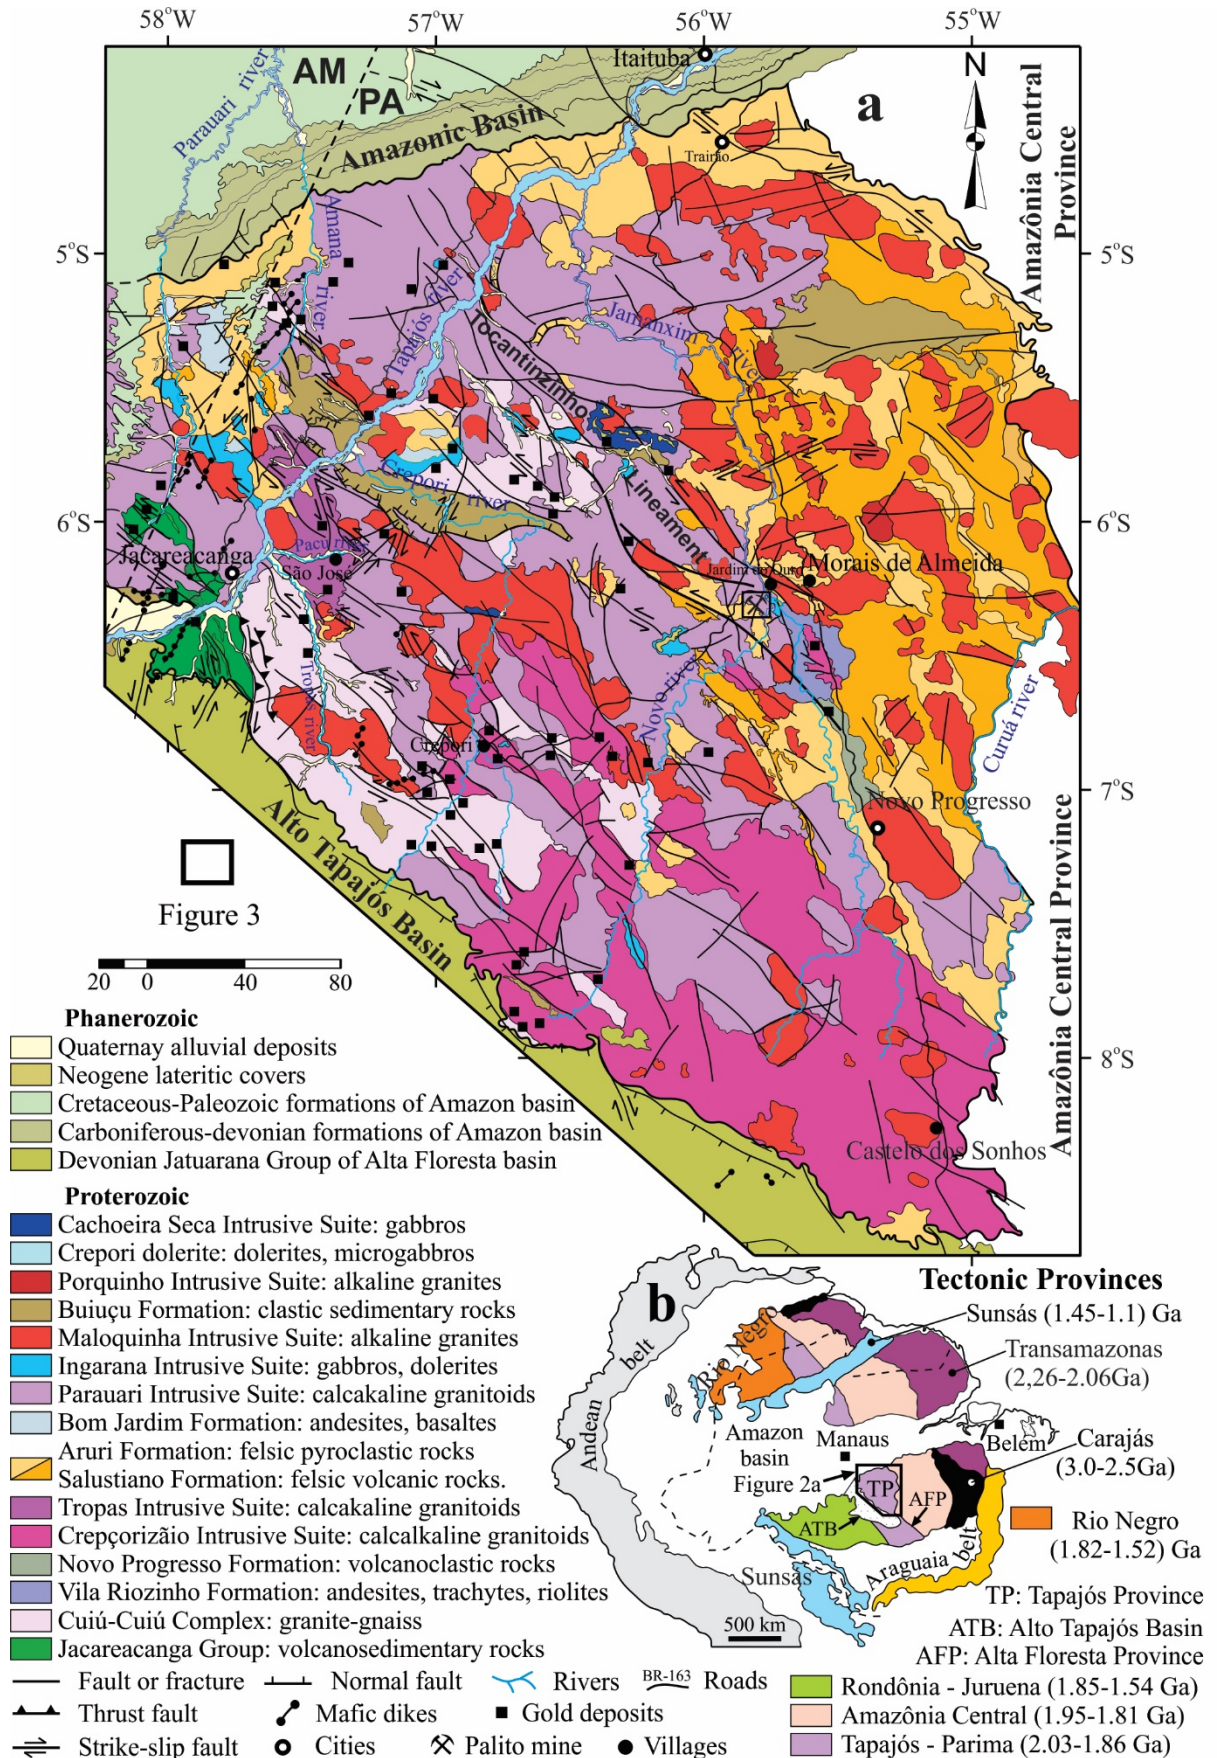 58°W 57°W 56°W 55°W
Itaituba
N
AM
PA
a
Parauari river
Amazonic Basin
Trairão
Amazônia Central
Province
Amana river
5°S 5°S
Tapajós river
Jamanxim river
Tocantinzinho
Lineament
Crepori river
6°S 6°S
Jacareacanga
Pacu river
São José
Jardim do Ouro
Morais de Almeida
Tropas river
Novo river
Curuá river
Crepori
7°S
Novo Progresso
Alto Tapajós Basin
Amazônia Central Province
Figure 3
20 0 40 80
8°S
Castelo dos Sonhos
Phanerozoic
Quaternay alluvial deposits
Neogene lateritic covers
Cretaceous-Paleozoic formations of Amazon basin
Carboniferous-devonian formations of Amazon basin
Devonian Jatuarana Group of Alta Floresta basin
Proterozoic
Cachoeira Seca Intrusive Suite: gabbros
Crepori dolerite: dolerites, microgabbros
Porquinho Intrusive Suite: alkaline granites
Buiuçu Formation: clastic sedimentary rocks
Maloquinha Intrusive Suite: alkaline granites
Ingarana Intrusive Suite: gabbros, dolerites
Parauari Intrusive Suite: calcakaline granitoids
Bom Jardim Formation: andesites, basaltes
Aruri Formation: felsic pyroclastic rocks
Salustiano Formation: felsic volcanic rocks.
Tropas Intrusive Suite: calcakaline granitoids
Crepçorizãio Intrusive Suite: calcalkaline granitoids
Novo Progresso Formation: volcanoclastic rocks
Vila Riozinho Formation: andesites, trachytes, riolites
Cuiú-Cuiú Complex: granite-gnaiss
Jacareacanga Group: volcanosedimentary rocks
Fault or fracture
Normal fault
Rivers
BR-163
Roads
Thrust fault
Mafic dikes
Gold deposits
Strike-slip fault
Cities
Palito mine
Villages
b
Tectonic Provinces
Sunsás (1.45-1.1) Ga
Transamazonas
(2,26-2.06Ga)
Rio Negro
Andean belt
Amazon
basin
Manaus
Belém
Figure 2a
Carajás
(3.0-2.5Ga)
TP
AFP
ATB
Rio Negro
(1.82-1.52) Ga
Araguaia belt
Sunsás
500 km
TP: Tapajós Province
ATB: Alto Tapajós Basin
AFP: Alta Floresta Province
Rondônia - Juruena (1.85-1.54 Ga)
Amazônia Central (1.95-1.81 Ga)
Tapajós - Parima (2.03-1.86 Ga)